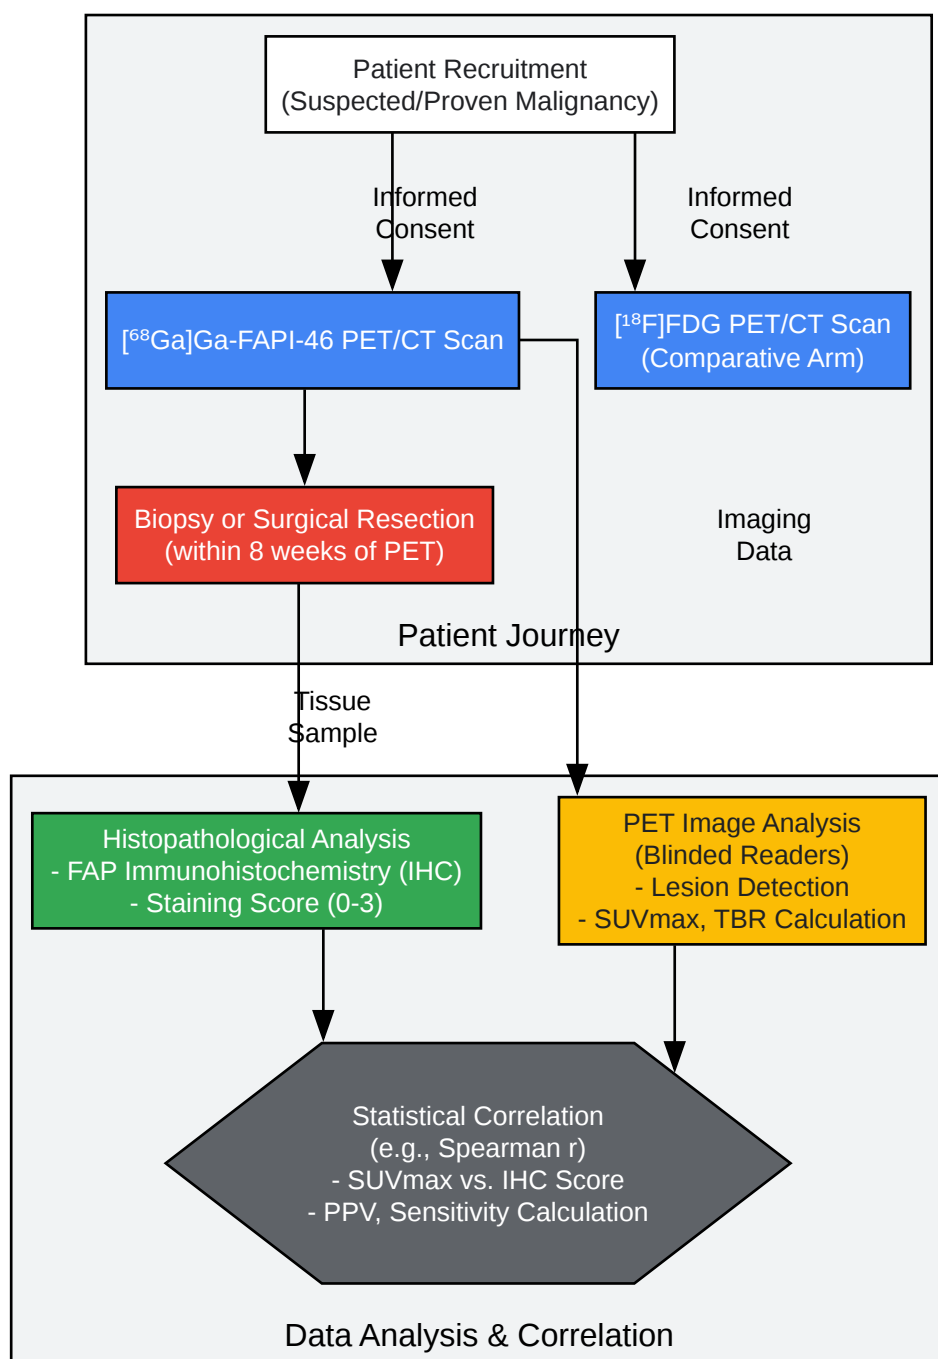 Patient Recruitment
(Suspected/Proven Malignancy)
Informed
Consent
Informed
Consent
[⁶⁸Ga]Ga-FAPI-46 PET/CT Scan
[¹⁸F]FDG PET/CT Scan
(Comparative Arm)
Biopsy or Surgical Resection
(within 8 weeks of PET)
Imaging
Data
Patient Journey
Tissue
Sample
Histopathological Analysis
- FAP Immunohistochemistry (IHC)
- Staining Score (0-3)
PET Image Analysis
(Blinded Readers)
- Lesion Detection
- SUVmax, TBR Calculation
Statistical Correlation
(e.g., Spearman r)
- SUVmax vs. IHC Score
- PPV, Sensitivity Calculation
Data Analysis & Correlation